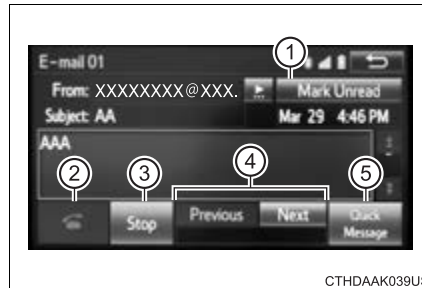 E-mail 01
1
From: XXXXXXXX@XXX. Mark Unread
Subject: AA Mar 29 4:46 PM
AAA
2 3 4 5
Stop Previous Next Quick Message
CTHDAAK039US